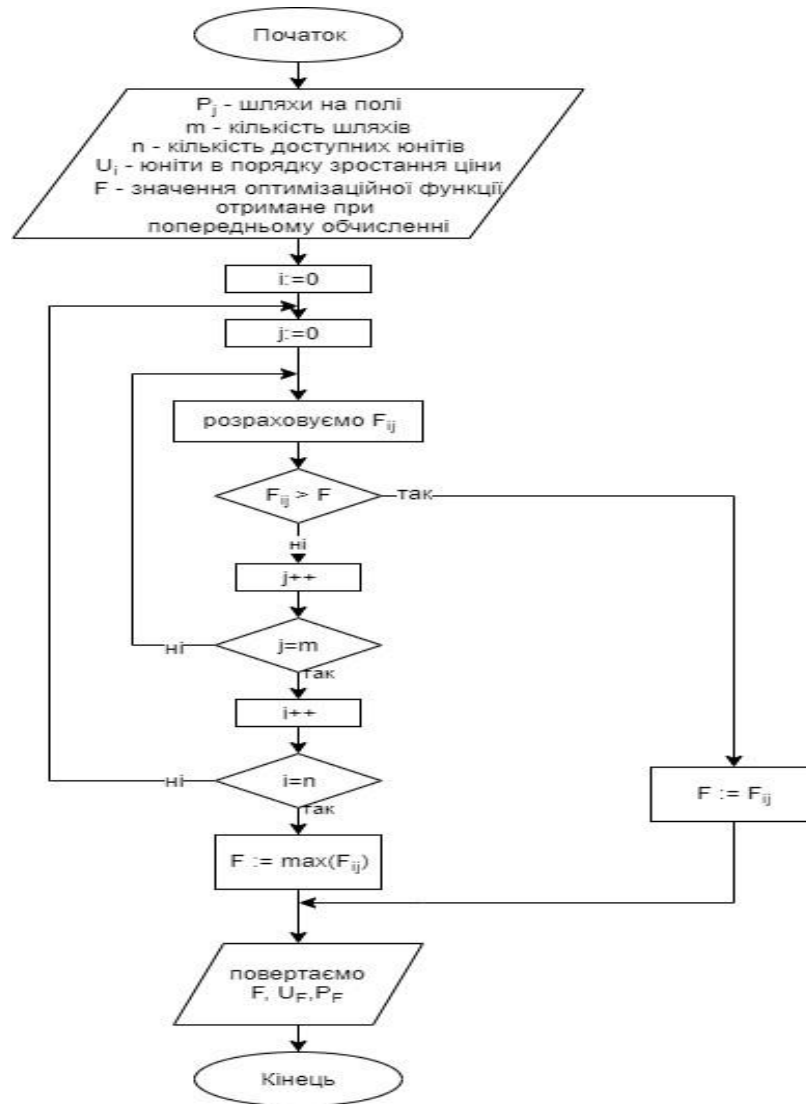 Початок
Pj - шляхи на полі
m - кількість шляхів
n - кількість доступних юнітів
Ui - юніти в порядку зростання ціни
F - значення оптимізаційної функції
отримане при
попередньому обчисленні
i:=0
j:=0
розраховуємо Fij
Fij > F
так
ні
j++
j=m
ні
так
i++
i=n
ні
так
F := Fij
F := max(Fij)
повертаємо
F, UF,PF
Кінець